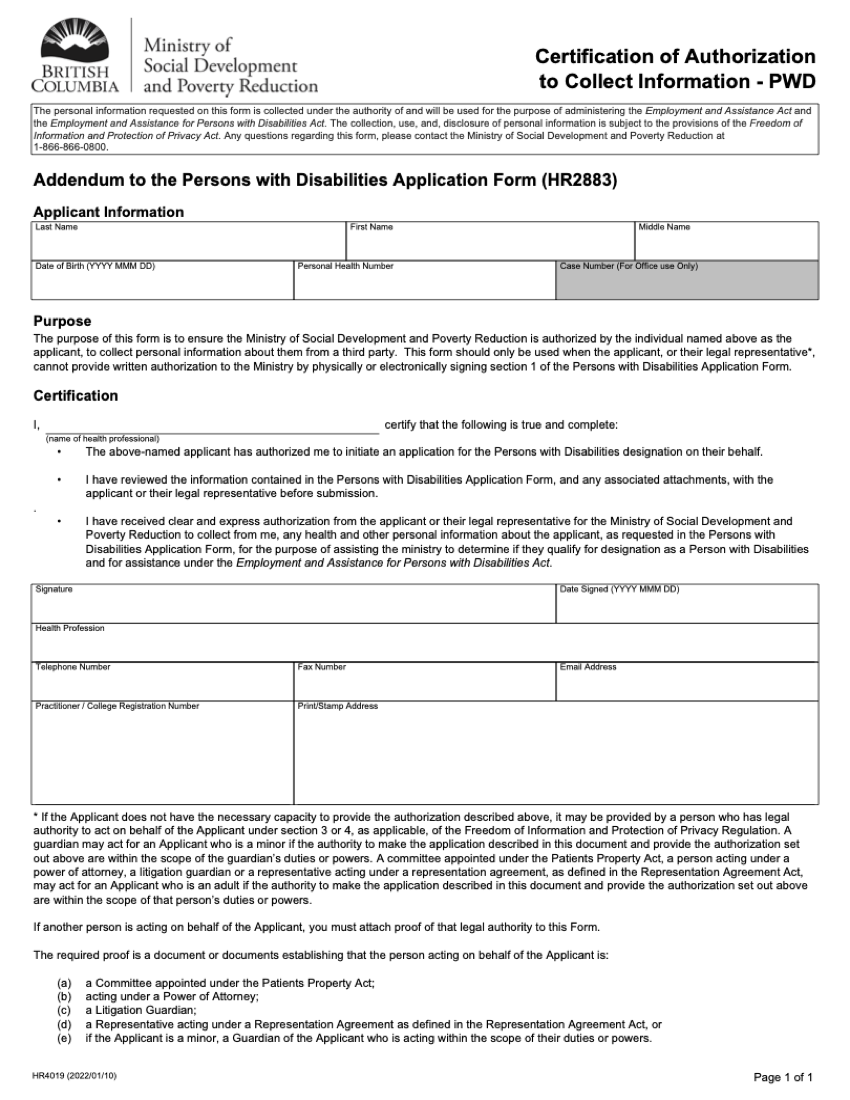 BRITISH
COLUMBIA
Ministry of
Social Development
and Poverty Reduction
Certification of Authorization
to Collect Information - PWD
The personal information requested on this form is collected under the authority of and will be used for the purpose of administering the Employment and Assistance Act and
the Employment and Assistance for Persons with Disabilities Act. The collection, use, and, disclosure of personal information is subject to the provisions of the Freedom of
Information and Protection of Privacy Act. Any questions regarding this form, please contact the Ministry of Social Development and Poverty Reduction at
1-866-866-0800.
Addendum to the Persons with Disabilities Application Form (HR2883)
Applicant Information
Last Name
First Name
Middle Name
Date of Birth (YYYY MMM DD)
Personal Health Number
Case Number (For Office use Only)
Purpose
The purpose of this form is to ensure the Ministry of Social Development and Poverty Reduction is authorized by the individual named above as the
applicant, to collect personal information about them from a third party. This form should only be used when the applicant, or their legal representative*,
cannot provide written authorization to the Ministry by physically or electronically signing section 1 of the Persons with Disabilities Application Form.
Certification
I, certify that the following is true and complete:
(name of health professional)
• The above-named applicant has authorized me to initiate an application for the Persons with Disabilities designation on their behalf.
• I have reviewed the information contained in the Persons with Disabilities Application Form, and any associated attachments, with the
applicant or their legal representative before submission.
.
• I have received clear and express authorization from the applicant or their legal representative for the Ministry of Social Development and
Poverty Reduction to collect from me, any health and other personal information about the applicant, as requested in the Persons with
Disabilities Application Form, for the purpose of assisting the ministry to determine if they qualify for designation as a Person with Disabilities
and for assistance under the Employment and Assistance for Persons with Disabilities Act.
Signature
Date Signed (YYYY MMM DD)
Health Profession
Telephone Number
Fax Number
Email Address
Practitioner / College Registration Number
Print/Stamp Address
* If the Applicant does not have the necessary capacity to provide the authorization described above, it may be provided by a person who has legal
authority to act on behalf of the Applicant under section 3 or 4, as applicable, of the Freedom of Information and Protection of Privacy Regulation. A
guardian may act for an Applicant who is a minor if the authority to make the application described in this document and provide the authorization set
out above are within the scope of the guardian's duties or powers. A committee appointed under the Patients Property Act, a person acting under a
power of attorney, a litigation guardian or a representative acting under a representation agreement, as defined in the Representation Agreement Act,
may act for an Applicant who is an adult if the authority to make the application described in this document and provide the authorization set out above
are within the scope of that person's duties or powers.
If another person is acting on behalf of the Applicant, you must attach proof of that legal authority to this Form.
The required proof is a document or documents establishing that the person acting on behalf of the Applicant is:
(a) a Committee appointed under the Patients Property Act;
(b) acting under a Power of Attorney;
(c) a Litigation Guardian;
(d) a Representative acting under a Representation Agreement as defined in the Representation Agreement Act, or
(e) if the Applicant is a minor, a Guardian of the Applicant who is acting within the scope of their duties or powers.
HR4019 (2022/01/10)
Page 1 of 1